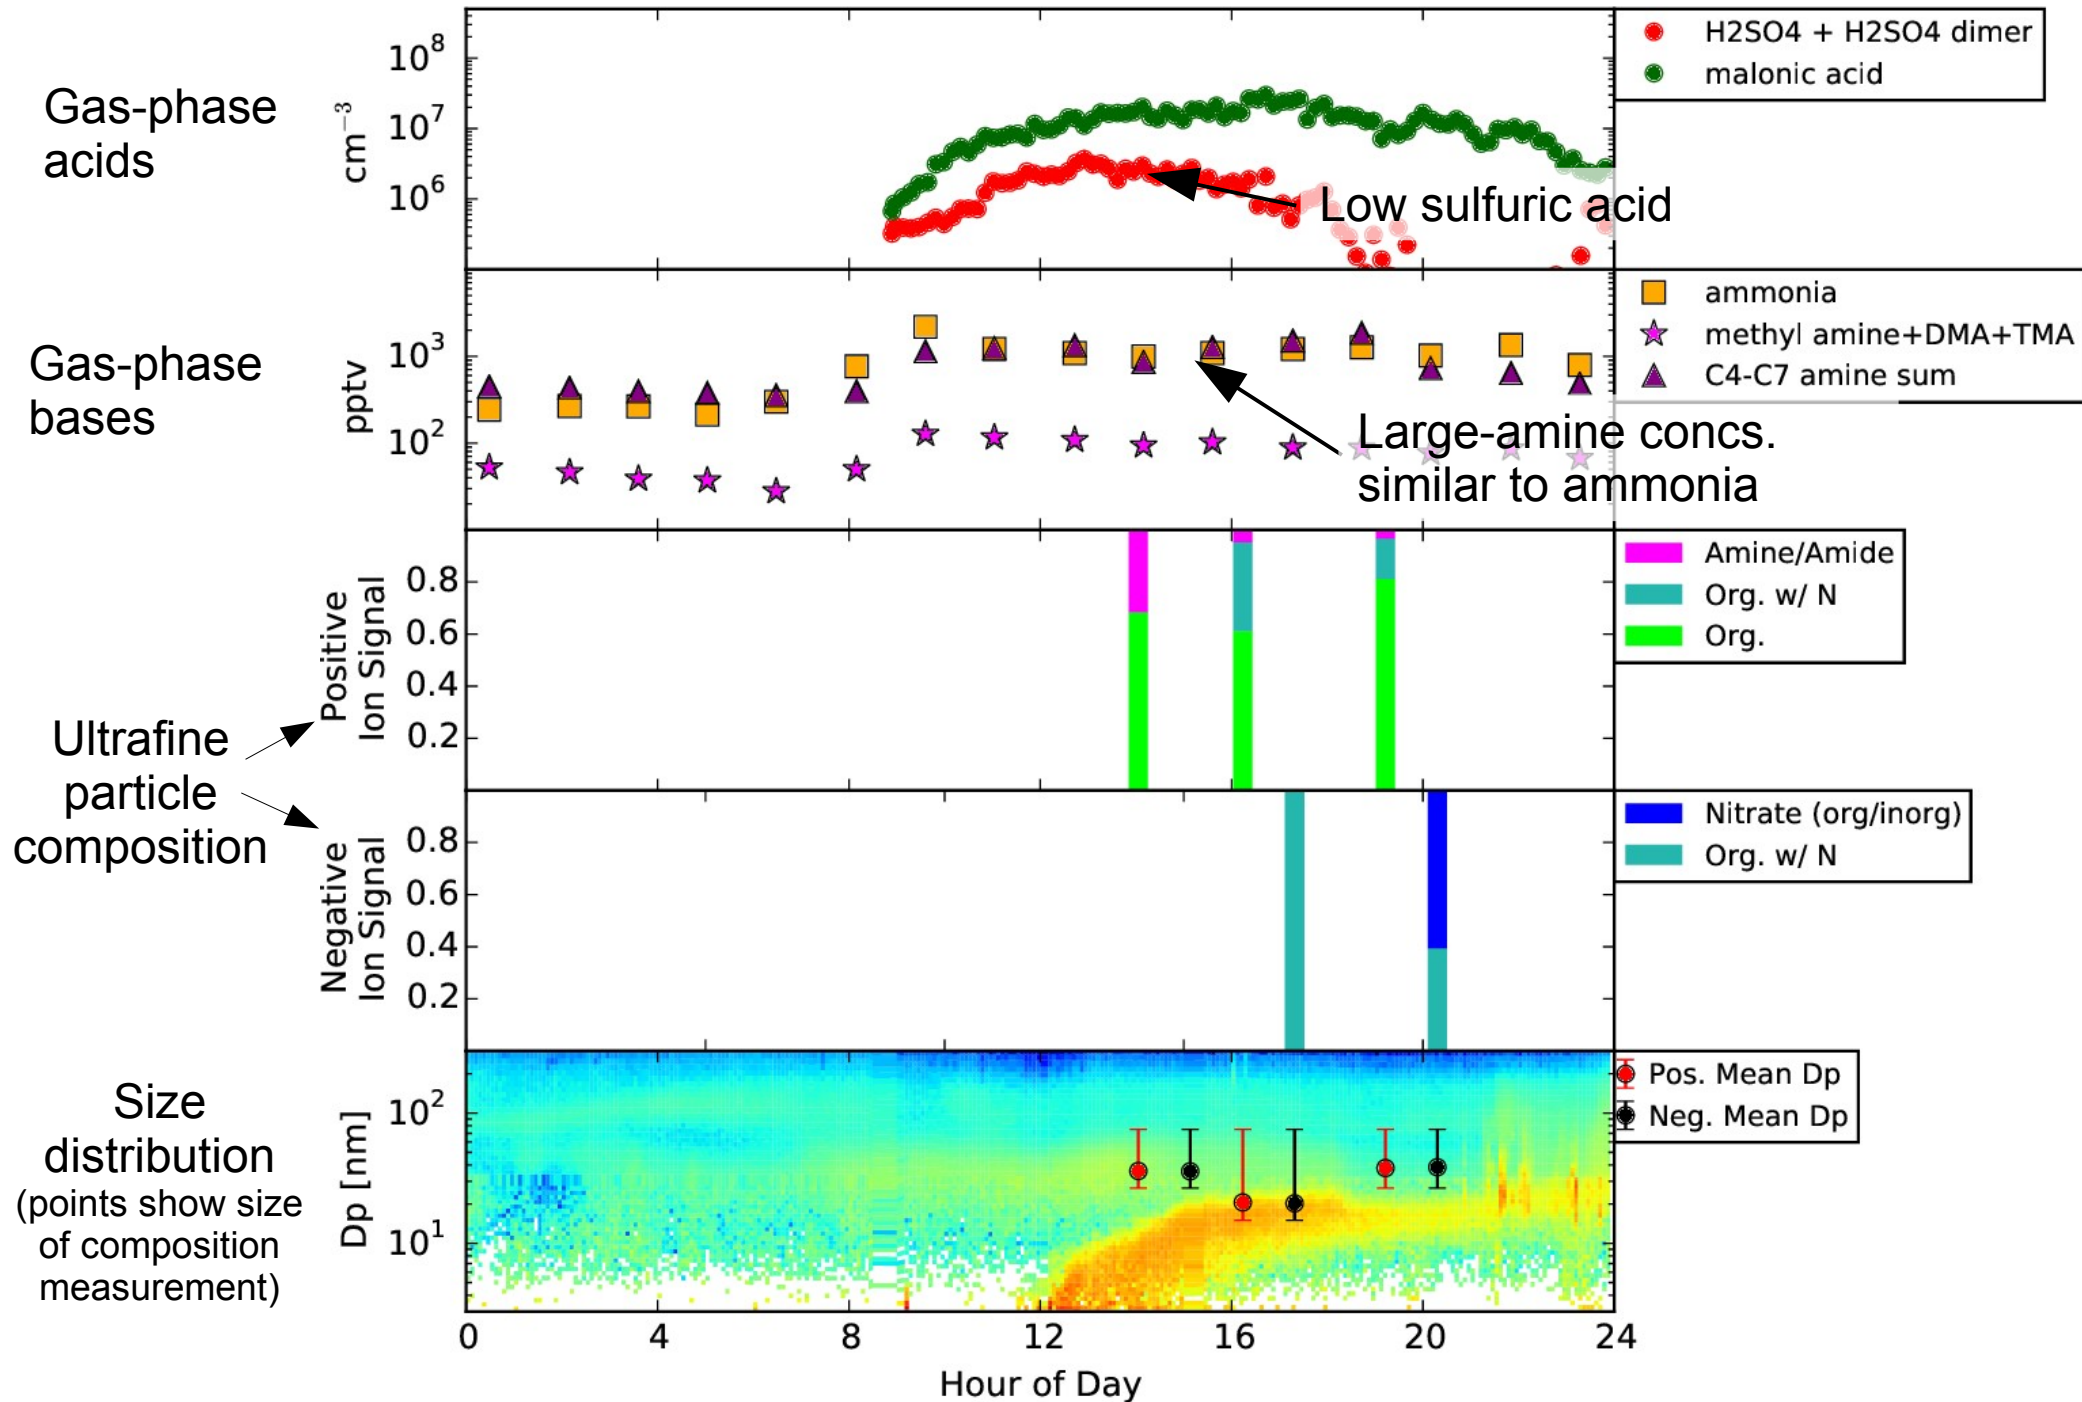 Gas-phase
acids
cm⁻³
10⁸
10⁷
10⁶
H2SO4 + H2SO4 dimer
malonic acid
Low sulfuric acid
Gas-phase
bases
pptv
10³
10²
ammonia
methyl amine+DMA+TMA
C4-C7 amine sum
Large-amine concs.
similar to ammonia
Ultrafine
particle
composition
Positive
Ion Signal
0.8
0.6
0.4
0.2
Amine/Amide
Org. w/ N
Org.
Negative
Ion Signal
0.8
0.6
0.4
0.2
Nitrate (org/inorg)
Org. w/ N
Size
distribution
(points show size
of composition
measurement)
Dp [nm]
10²
10¹
Pos. Mean Dp
Neg. Mean Dp
0 4 8 12 16 20 24
Hour of Day